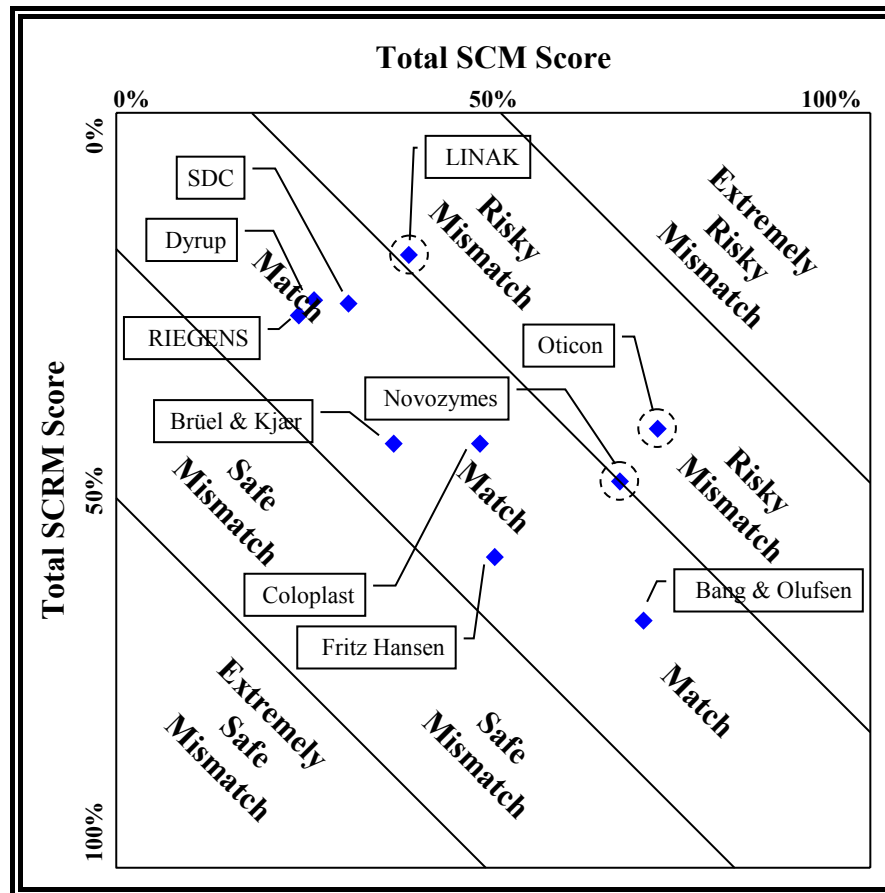 Total SCM Score
0%
50%
100%
Total SCRM Score
0%
50%
100%
LINAK
SDC
Dyrup
RIEGENS
Match
Risky
Mismatch
Extremely
Risky
Mismatch
Oticon
Novozymes
Brüel & Kjær
Safe
Mismatch
Match
Risky
Mismatch
Coloplast
Fritz Hansen
Bang & Olufsen
Match
Extremely
Safe
Mismatch
Safe
Mismatch